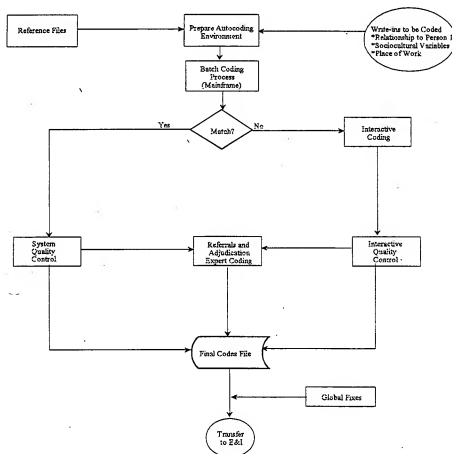 Reference Files
Prepare Autocoding
Environment
Write-ins to be Coded
*Relationship to Person 1
*Sociocultural Variables
*Place of Work
Batch Coding
Process
(Mainframe)
Yes
Match?
No
Interactive
Coding
System
Quality
Control
Referrals and
Adjudication
Expert Coding
Interactive
Quality
Control
Final Codes File
Global Fixes
Transfer
to E&I